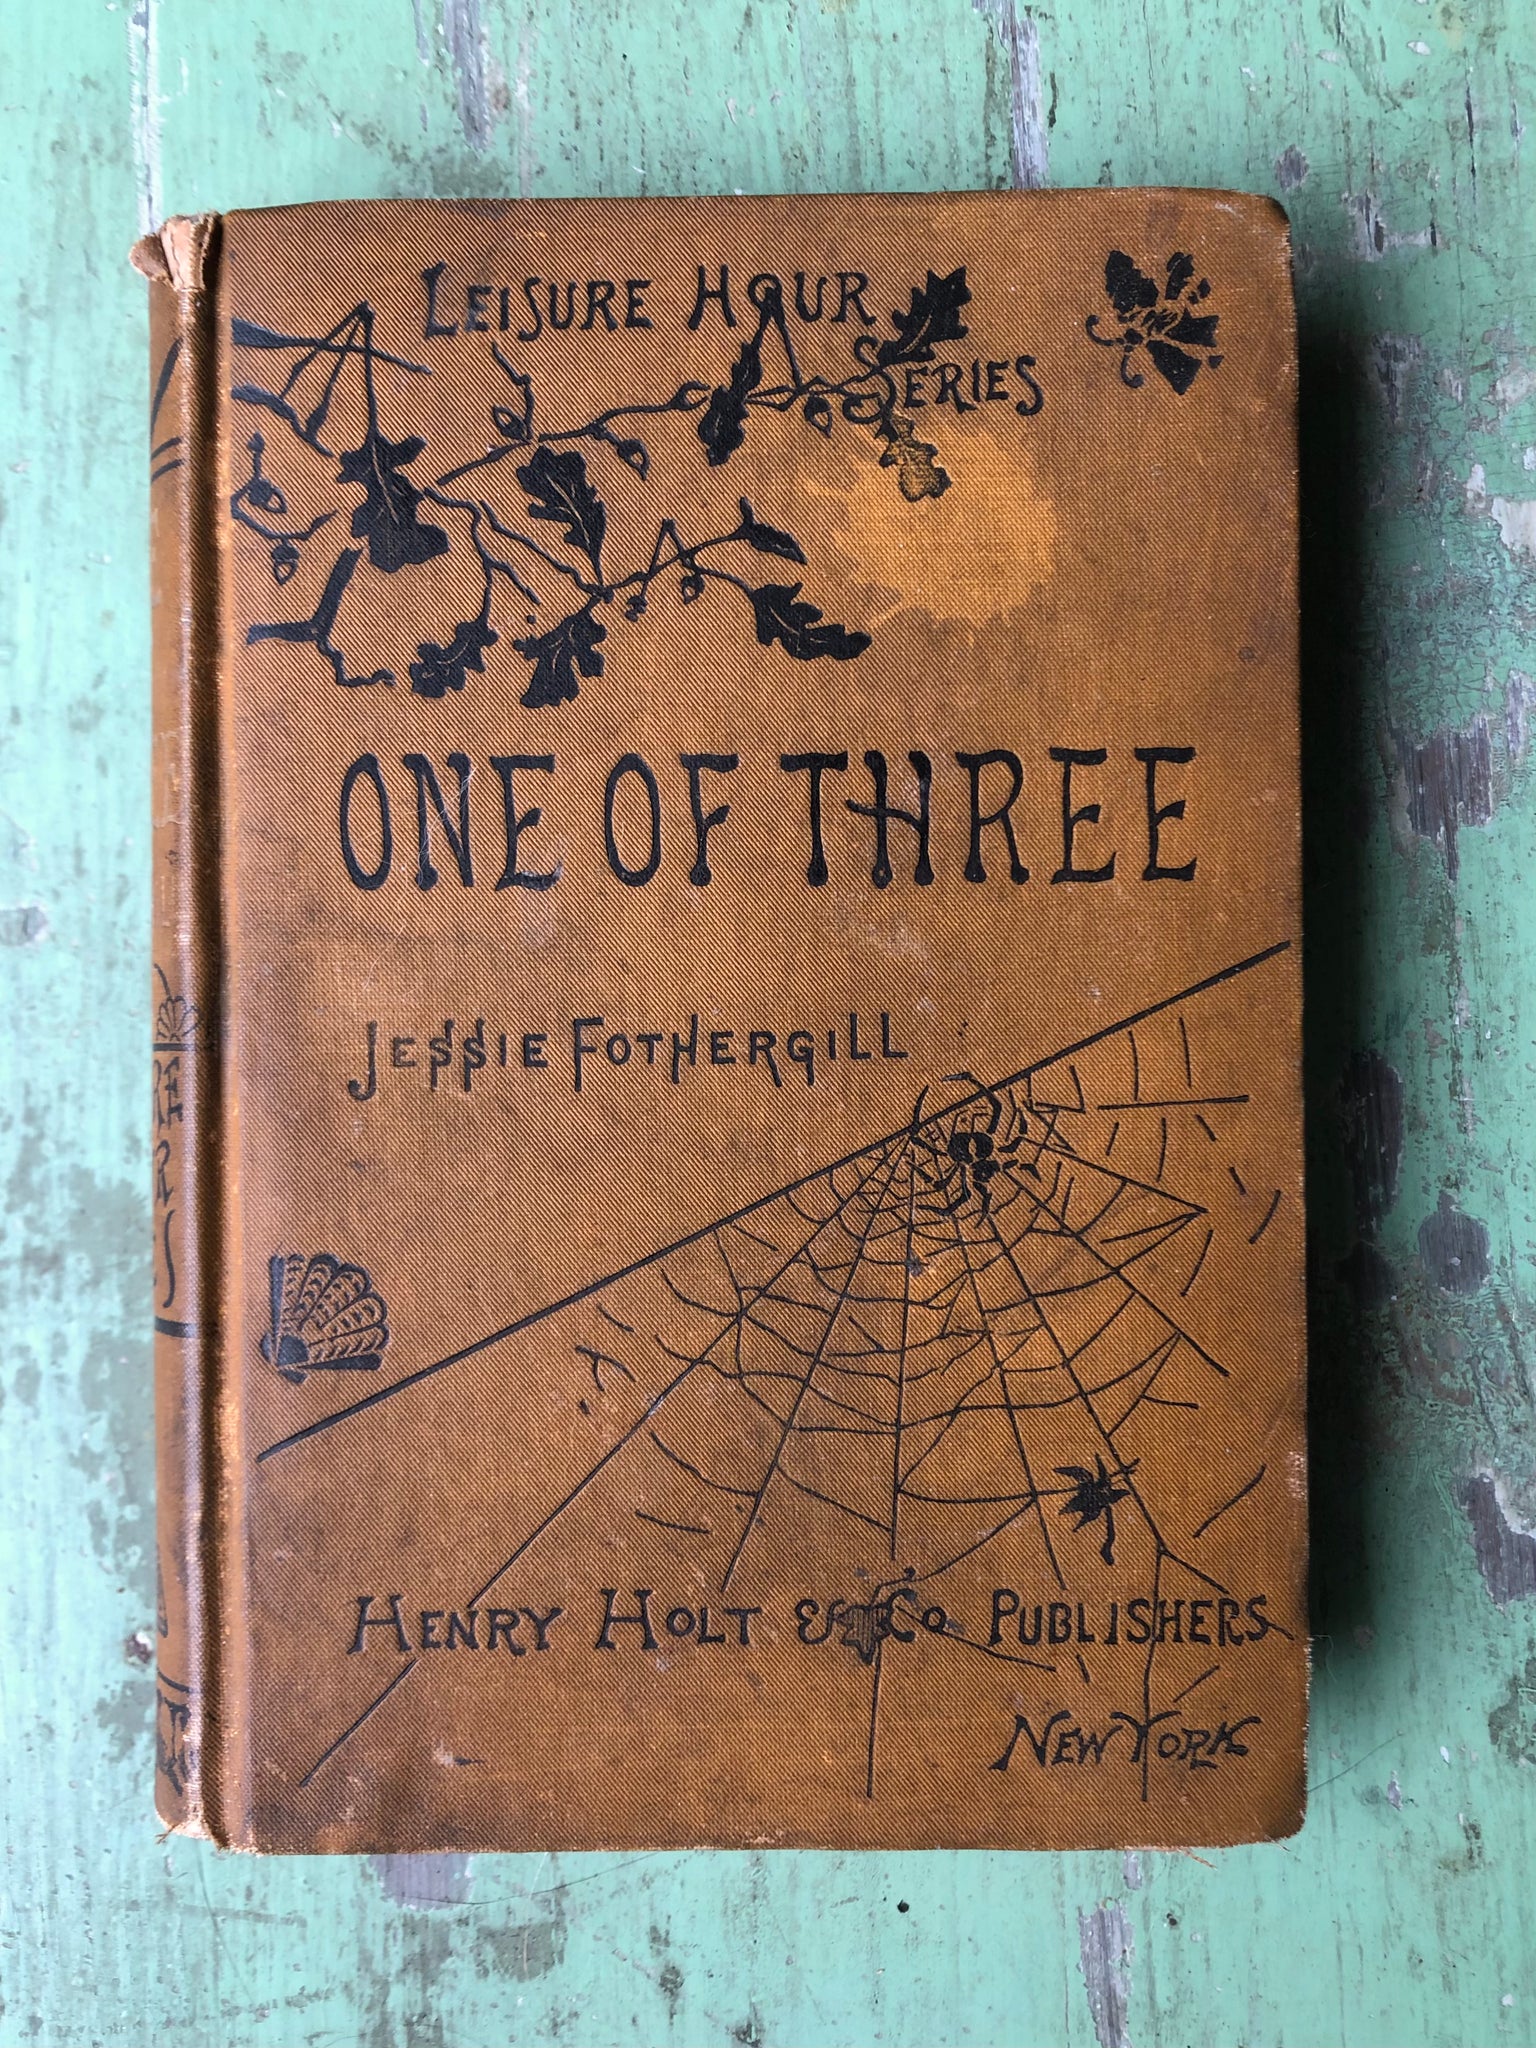 LEISURE HOUR
SERIES
ONE OF THREE
JESSIE FOTHERGILL
HENRY HOLT & Co PUBLISHERS
NEW YORK